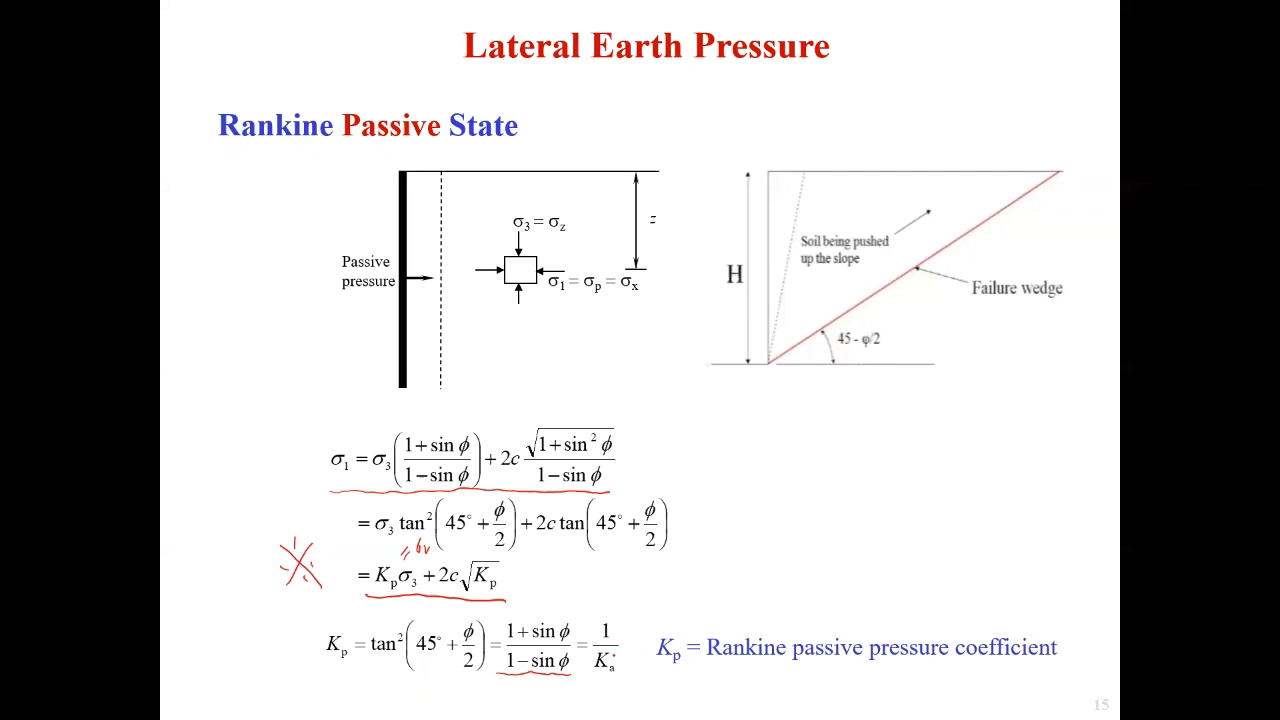 Lateral Earth Pressure
Rankine Passive State
σ₃ = σz
z
Passive
pressure
σ₁ = σp = σx
Soil being pushed
up the slope
H
Failure wedge
45 - φ/2
σ₁ = σ₃ ((1 + sin ϕ)/(1 − sin ϕ)) + 2c √(1 + sin² ϕ)/(1 − sin ϕ)
= σ₃ tan² (45° + ϕ/2) + 2c tan (45° + ϕ/2)
= σv
= Kp σ₃ + 2c √Kp
Kp = tan² (45° + ϕ/2) = (1 + sin ϕ)/(1 − sin ϕ) = 1/Ka
Kp = Rankine passive pressure coefficient
15